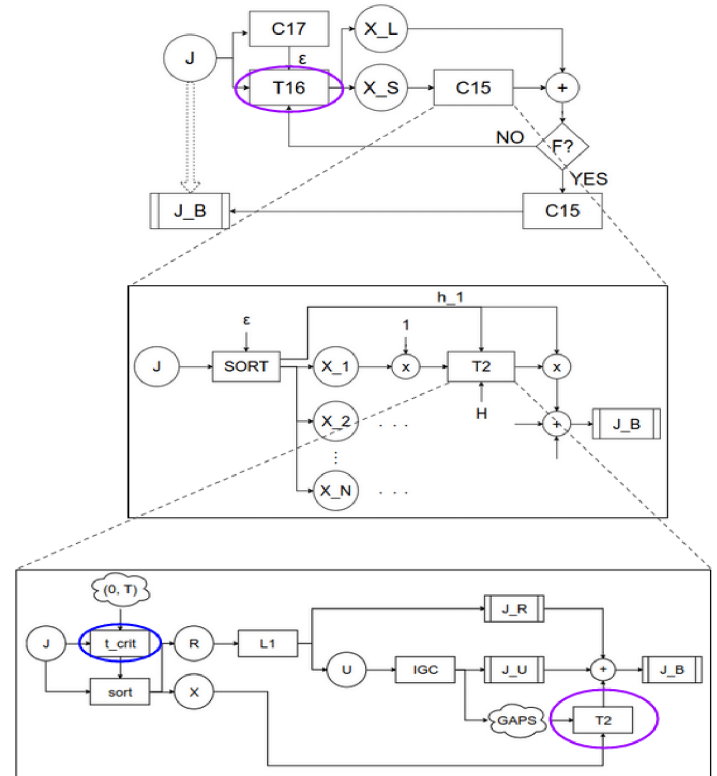 C17
X_L
J
ε
T16
X_S
C15
+
NO
F?
YES
J_B
C15
h_1
ε
1
J
SORT
X_1
x
T2
x
H
X_2
. . .
+
J_B
⋮
X_N
. . .
(0, T)
J_R
J
t_crit
R
L1
U
IGC
J_U
+
J_B
sort
X
GAPS
T2